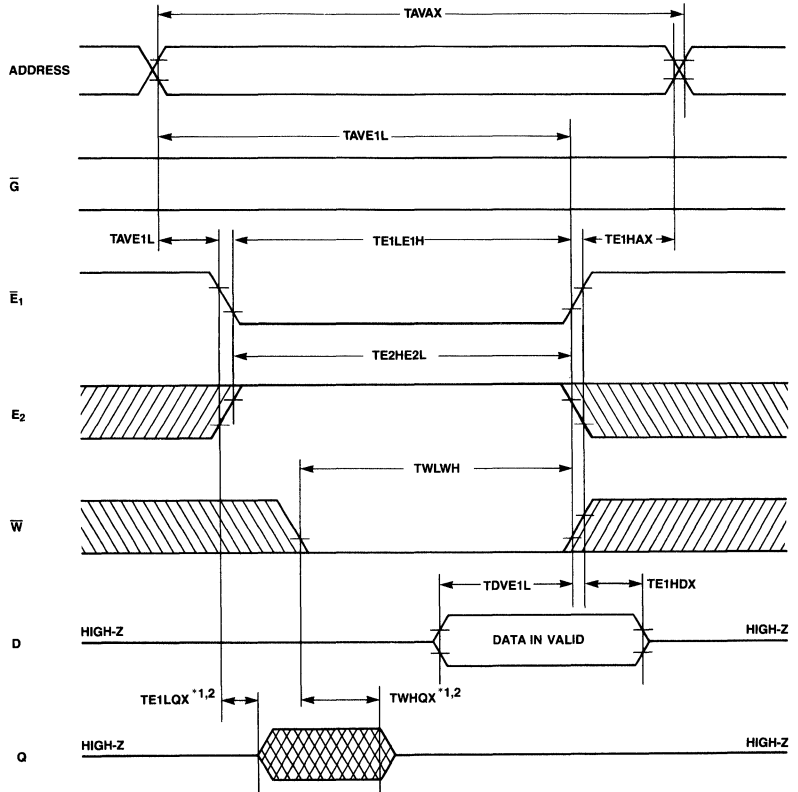 TAVAX
ADDRESS
TAVE1L
G̅
TAVE1L
TE1LE1H
TE1HAX
E̅₁
TE2HE2L
E₂
TWLWH
W̅
TDVE1L
TE1HDX
HIGH-Z
DATA IN VALID
HIGH-Z
D
TE1LQX *1,2
TWHQX *1,2
HIGH-Z
HIGH-Z
Q